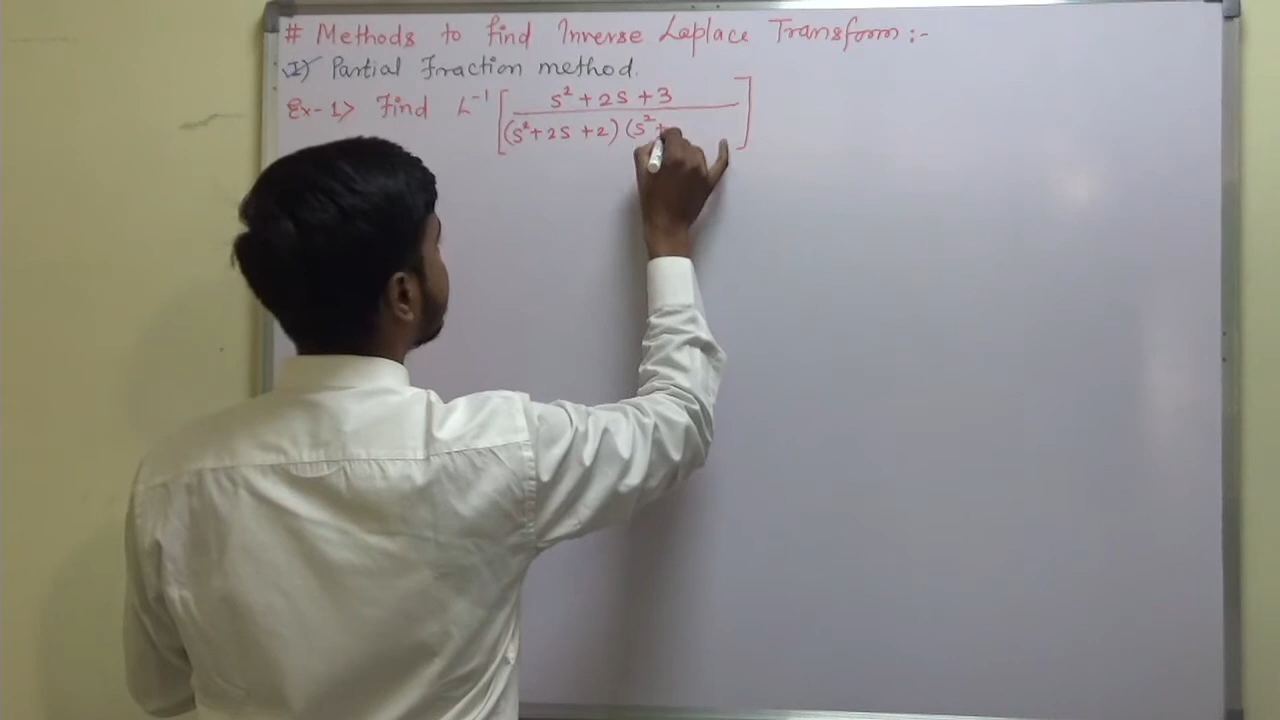 # Methods to find Inverse Laplace Transform :-
I) Partial Fraction method.
Ex-1> Find L⁻¹ [ s² + 2s + 3 / (s² + 2s + 2) (s² + ]